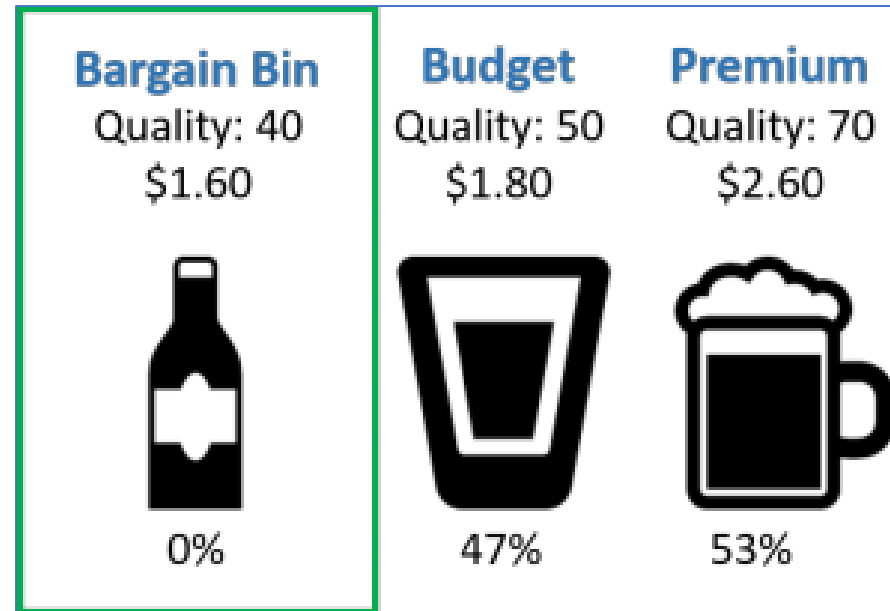 Bargain Bin
Quality: 40
$1.60
0%
Budget
Quality: 50
$1.80
47%
Premium
Quality: 70
$2.60
53%